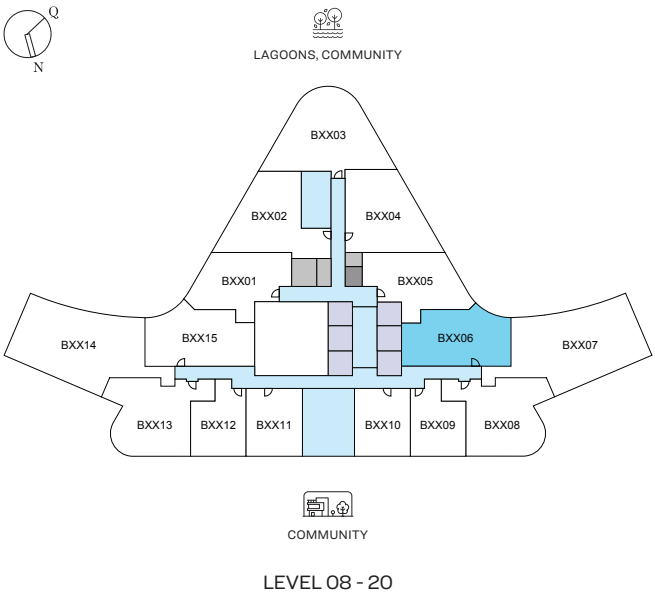 Q
N
LAGOONS, COMMUNITY
BXX03
BXX02
BXX04
BXX01
BXX05
BXX14
BXX15
BXX06
BXX07
BXX13
BXX12
BXX11
BXX10
BXX09
BXX08
COMMUNITY
LEVEL 08 - 20